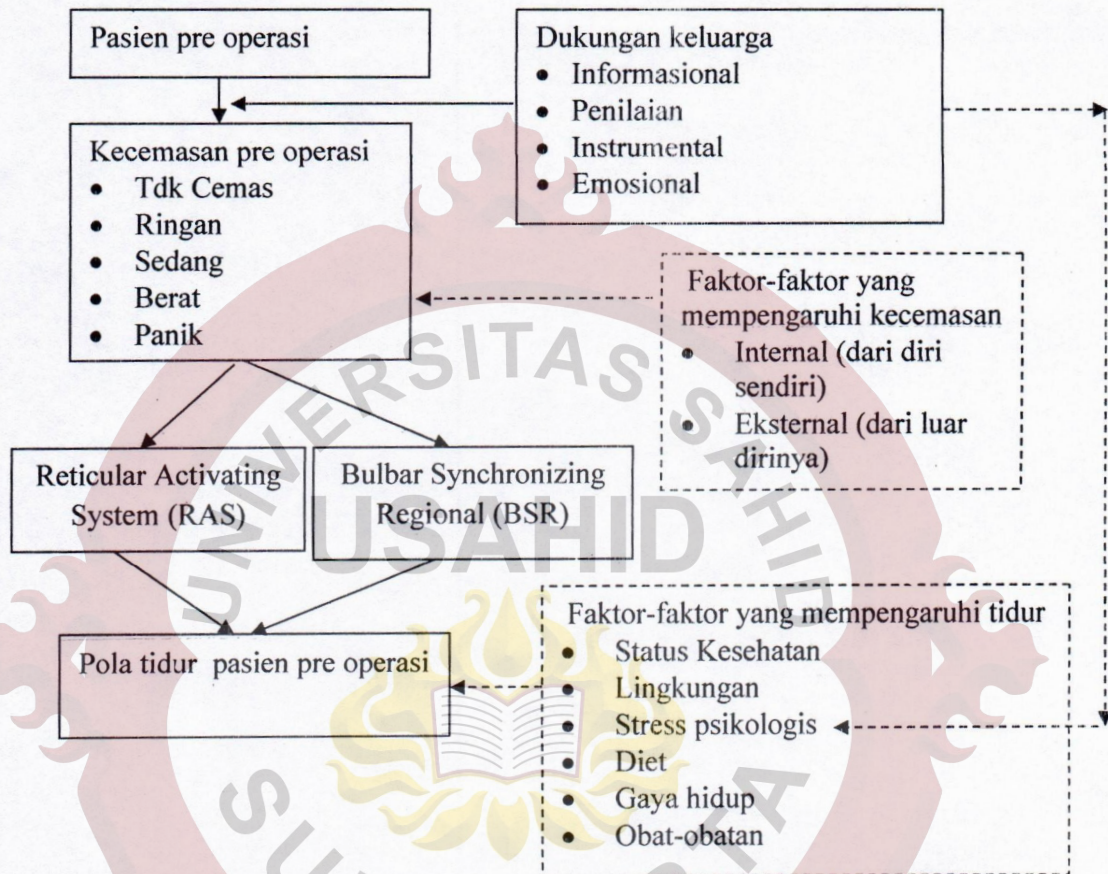 Pasien pre operasi
Dukungan keluarga
• Informasional
• Penilaian
• Instrumental
• Emosional
Kecemasan pre operasi
• Tdk Cemas
• Ringan
• Sedang
• Berat
• Panik
Faktor-faktor yang
mempengaruhi kecemasan
• Internal (dari diri
sendiri)
• Eksternal (dari luar
dirinya)
Reticular Activating
System (RAS)
Bulbar Synchronizing
Regional (BSR)
Faktor-faktor yang mempengaruhi tidur
• Status Kesehatan
• Lingkungan
• Stress psikologis
• Diet
• Gaya hidup
• Obat-obatan
Pola tidur pasien pre operasi
UNIVERSITAS SAHID
USAHID